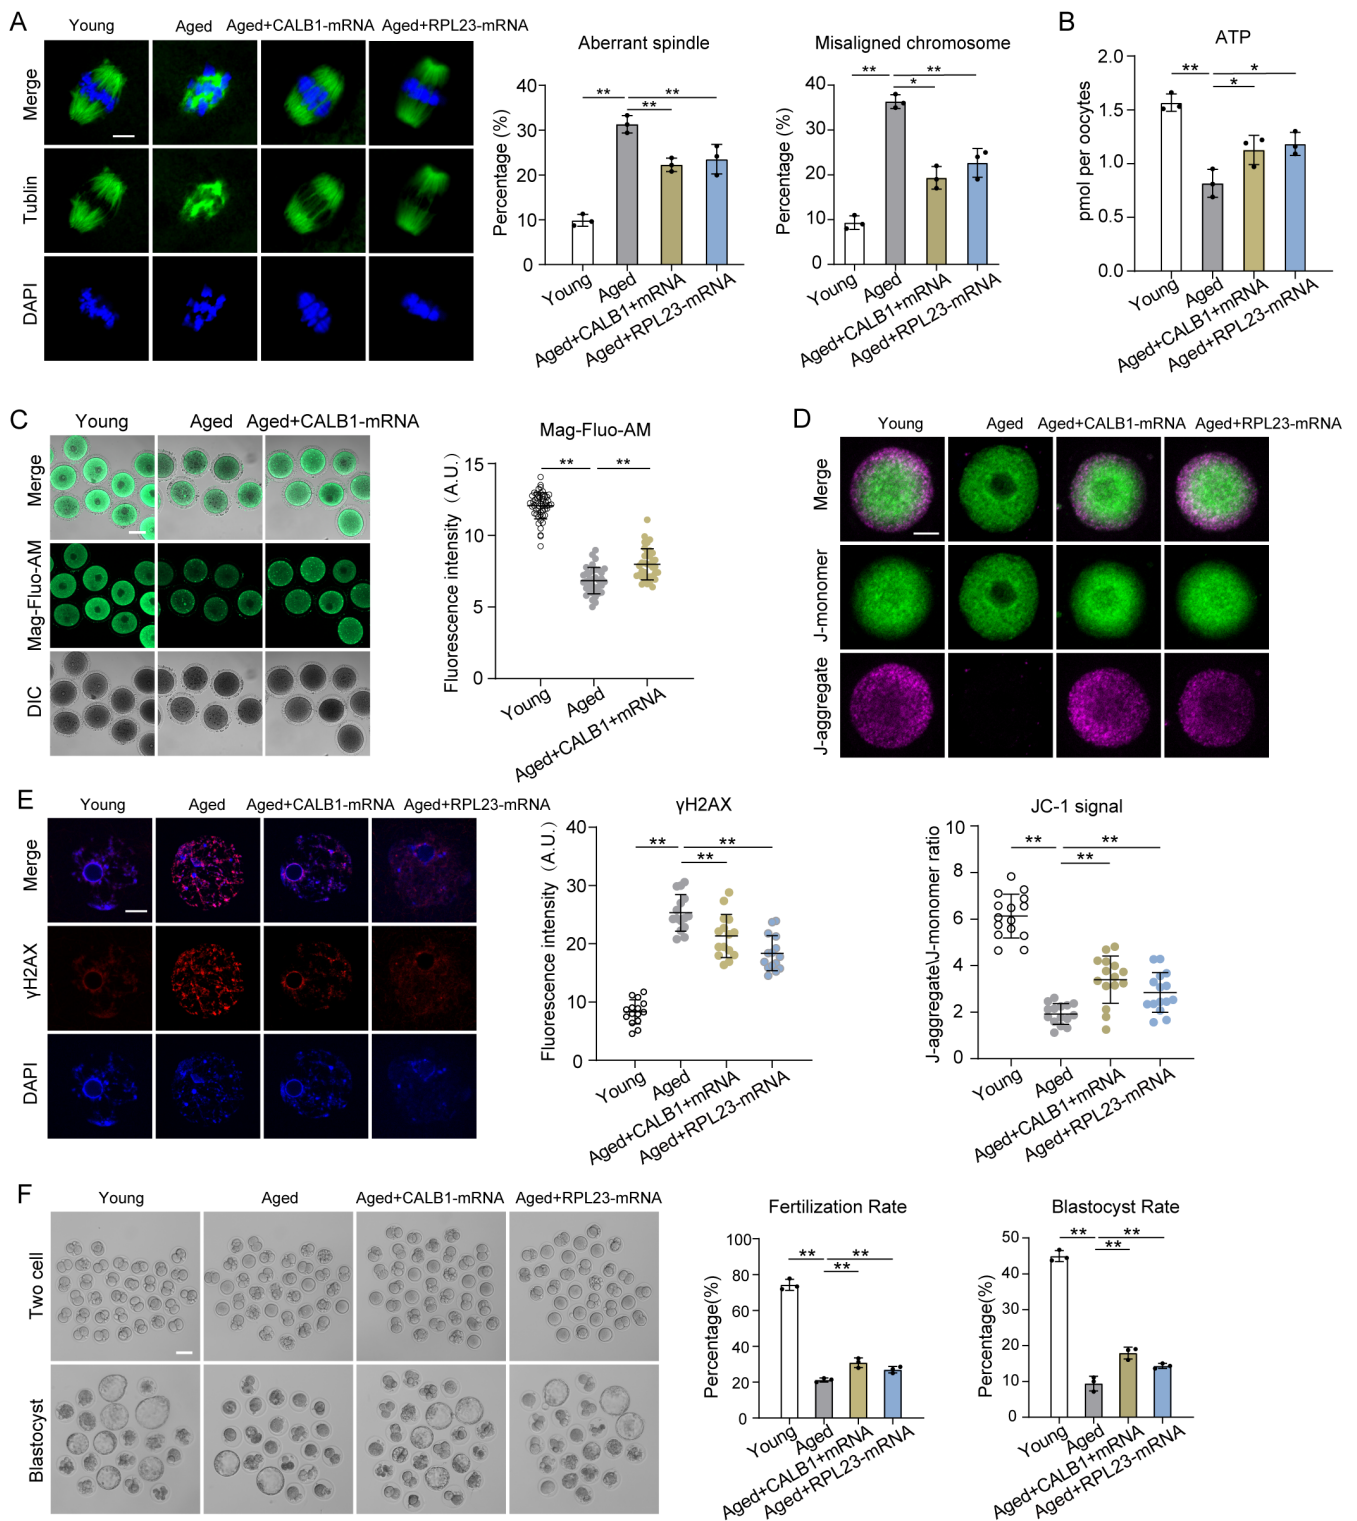 A
Young Aged Aged+CALB1-mRNA Aged+RPL23-mRNA
Merge
Tublin
DAPI
Aberrant spindle
Percentage (%)
40
30
20
10
0
** ** **
Young
Aged
Aged+CALB1+mRNA
Aged+RPL23-mRNA
Misaligned chromosome
Percentage (%)
40
30
20
10
0
** ** *
Young
Aged
Aged+CALB1+mRNA
Aged+RPL23-mRNA
B
ATP
pmol per oocytes
2.0
1.5
1.0
0.5
0.0
** * *
Young
Aged
Aged+CALB1+mRNA
Aged+RPL23-mRNA
C
Young Aged Aged+CALB1-mRNA
Merge
Mag-Fluo-AM
DIC
Mag-Fluo-AM
Fluorescence intensity (A.U.)
15
10
5
0
** **
Young
Aged
Aged+CALB1+mRNA
D
Young Aged Aged+CALB1-mRNA Aged+RPL23-mRNA
Merge
J-monomer
J-aggregate
E
Young Aged Aged+CALB1-mRNA Aged+RPL23-mRNA
Merge
γH2AX
DAPI
γH2AX
Fluorescence intensity (A.U.)
40
30
20
10
0
** ** **
Young
Aged
Aged+CALB1+mRNA
Aged+RPL23-mRNA
JC-1 signal
J-aggregate\J-monomer ratio
10
8
6
4
2
0
** ** **
Young
Aged
Aged+CALB1+mRNA
Aged+RPL23-mRNA
F
Young Aged Aged+CALB1-mRNA Aged+RPL23-mRNA
Two cell
Blastocyst
Fertilization Rate
Percentage(%)
100
80
60
40
20
0
** ** **
Young
Aged
Aged+CALB1+mRNA
Aged+RPL23-mRNA
Blastocyst Rate
Percentage(%)
50
40
30
20
10
0
** ** **
Young
Aged
Aged+CALB1+mRNA
Aged+RPL23-mRNA